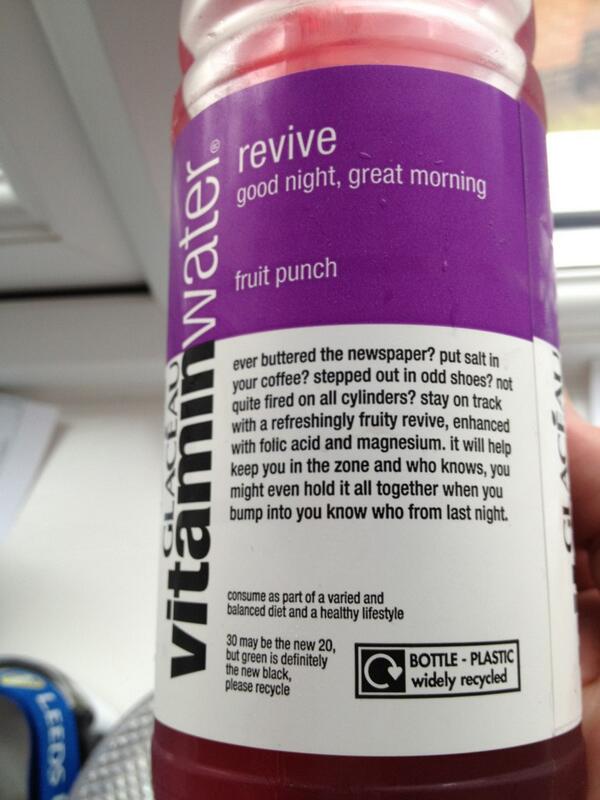 revive
good night, great morning
fruit punch
GLACEAU
vitaminwater®
ever buttered the newspaper? put salt in
your coffee? stepped out in odd shoes? not
quite fired on all cylinders? stay on track
with a refreshingly fruity revive, enhanced
with folic acid and magnesium. it will help
keep you in the zone and who knows, you
might even hold it all together when you
bump into you know who from last night.
consume as part of a varied and
balanced diet and a healthy lifestyle
30 may be the new 20,
but green is definitely
the new black,
please recycle
BOTTLE - PLASTIC
widely recycled
GLACEAU
LEEDS